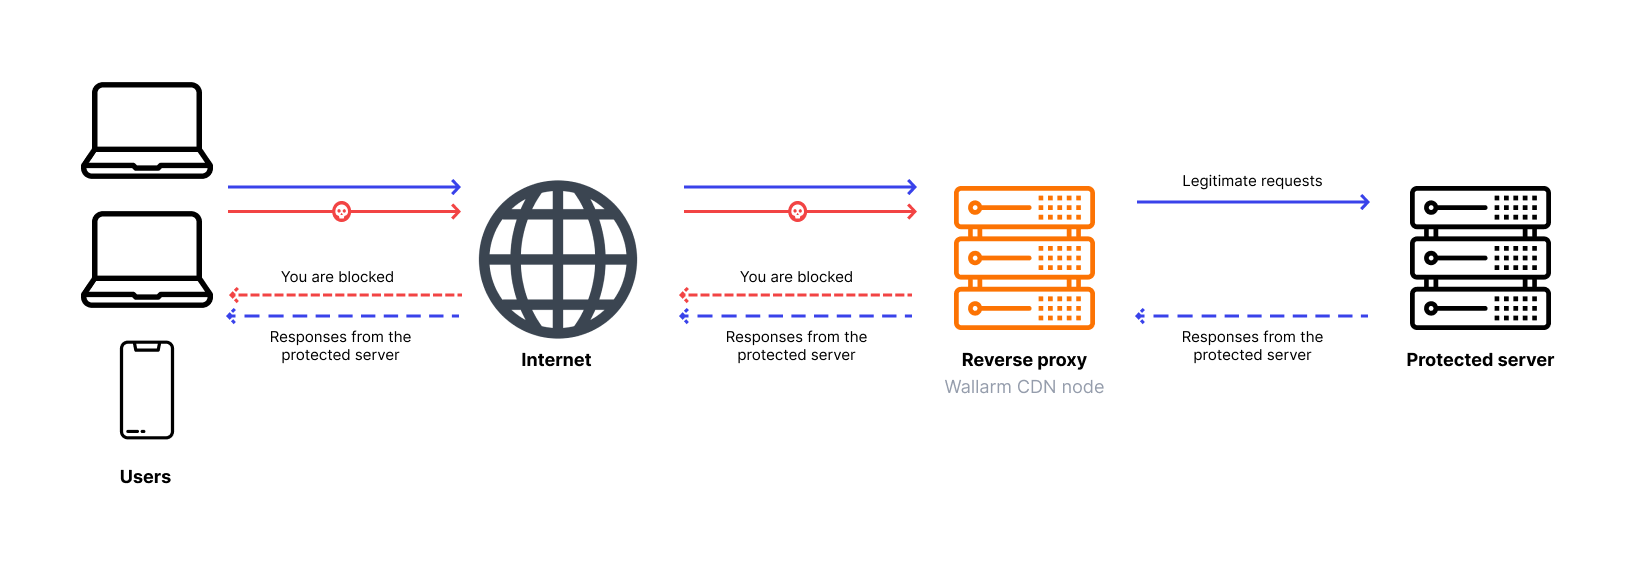 Legitimate requests
You are blocked
You are blocked
Responses from the
protected server
Responses from the
protected server
Responses from the
protected server
Internet
Reverse proxy
Wallarm CDN node
Protected server
Users